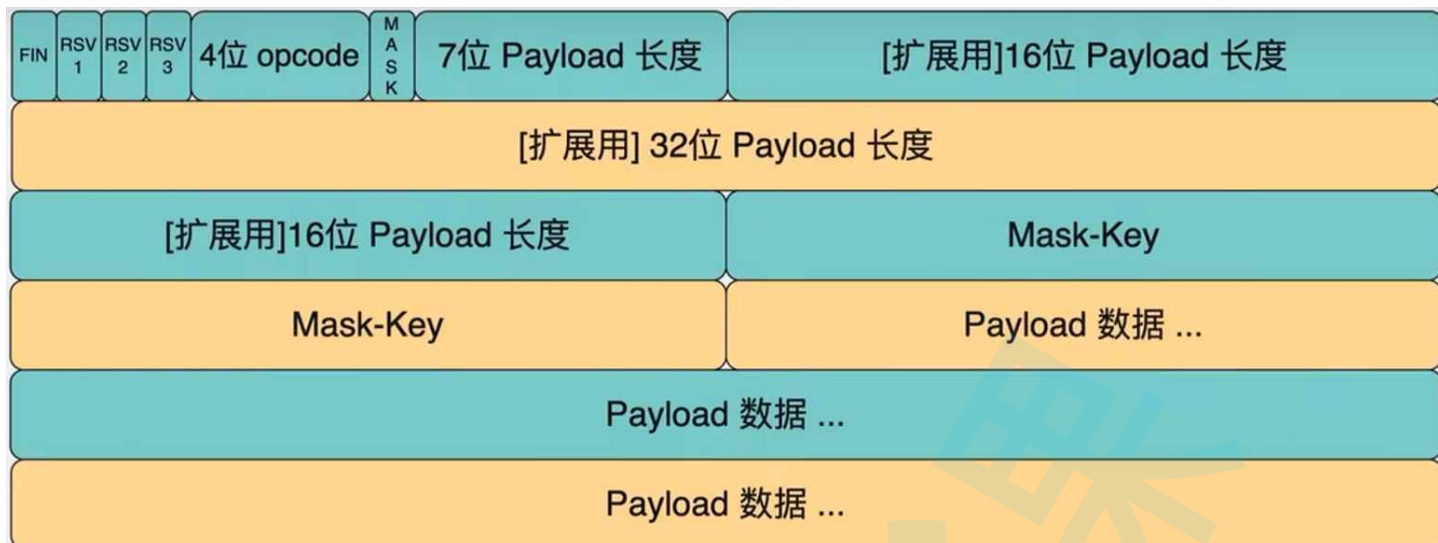 FIN RSV 1 RSV 2 RSV 3 4位 opcode MASK 7位 Payload 长度 [扩展用]16位 Payload 长度
[扩展用] 32位 Payload 长度
[扩展用]16位 Payload 长度 Mask-Key
Mask-Key Payload 数据 ...
Payload 数据 ...
Payload 数据 ...